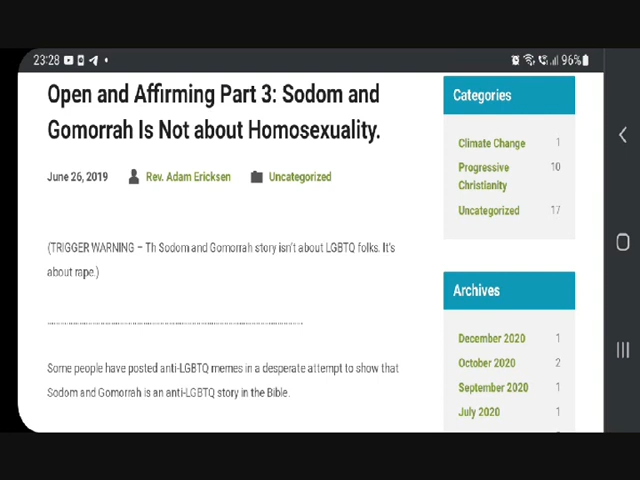 23:28
96%
Open and Affirming Part 3: Sodom and
Gomorrah Is Not about Homosexuality.
June 26, 2019 Rev. Adam Ericksen Uncategorized
(TRIGGER WARNING – Th Sodom and Gomorrah story isn't about LGBTQ folks. It's
about rape.)
Some people have posted anti-LGBTQ memes in a desperate attempt to show that
Sodom and Gomorrah is an anti-LGBTQ story in the Bible.
Categories
Climate Change 1
Progressive 10
Christianity
Uncategorized 17
Archives
December 2020 1
October 2020 2
September 2020 1
July 2020 1